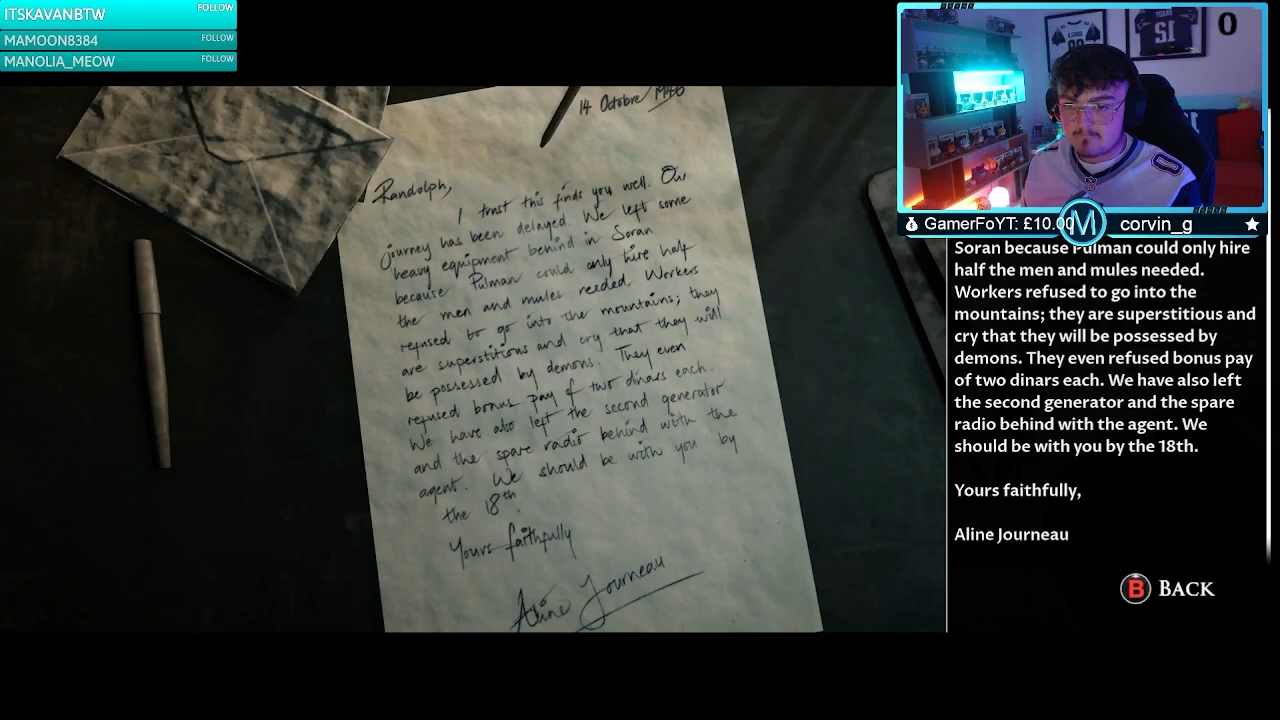 ITSKAVANBTW
FOLLOW
MAMOON8384
FOLLOW
MANOLIA_MEOW
FOLLOW
14 Octobre 1946
Randolph,
I trust this finds you well. Our
journey has been delayed. We left some
heavy equipment behind in Soran
because Pulman could only hire half
the men and mules needed. Workers
refused to go into the mountains; they
are superstitious and cry that they will
be possessed by demons. They even
refused bonus pay of two dinars each.
We have also left the second generator
and the spare radio behind with the
agent. We should be with you by
the 18th.
Yours faithfully
Aline Journeau
0
12
GamerFoYT: £10.00
M
corvin_g
Soran because Pulman could only hire
half the men and mules needed.
Workers refused to go into the
mountains; they are superstitious and
cry that they will be possessed by
demons. They even refused bonus pay
of two dinars each. We have also left
the second generator and the spare
radio behind with the agent. We
should be with you by the 18th.
Yours faithfully,
Aline Journeau
B BACK